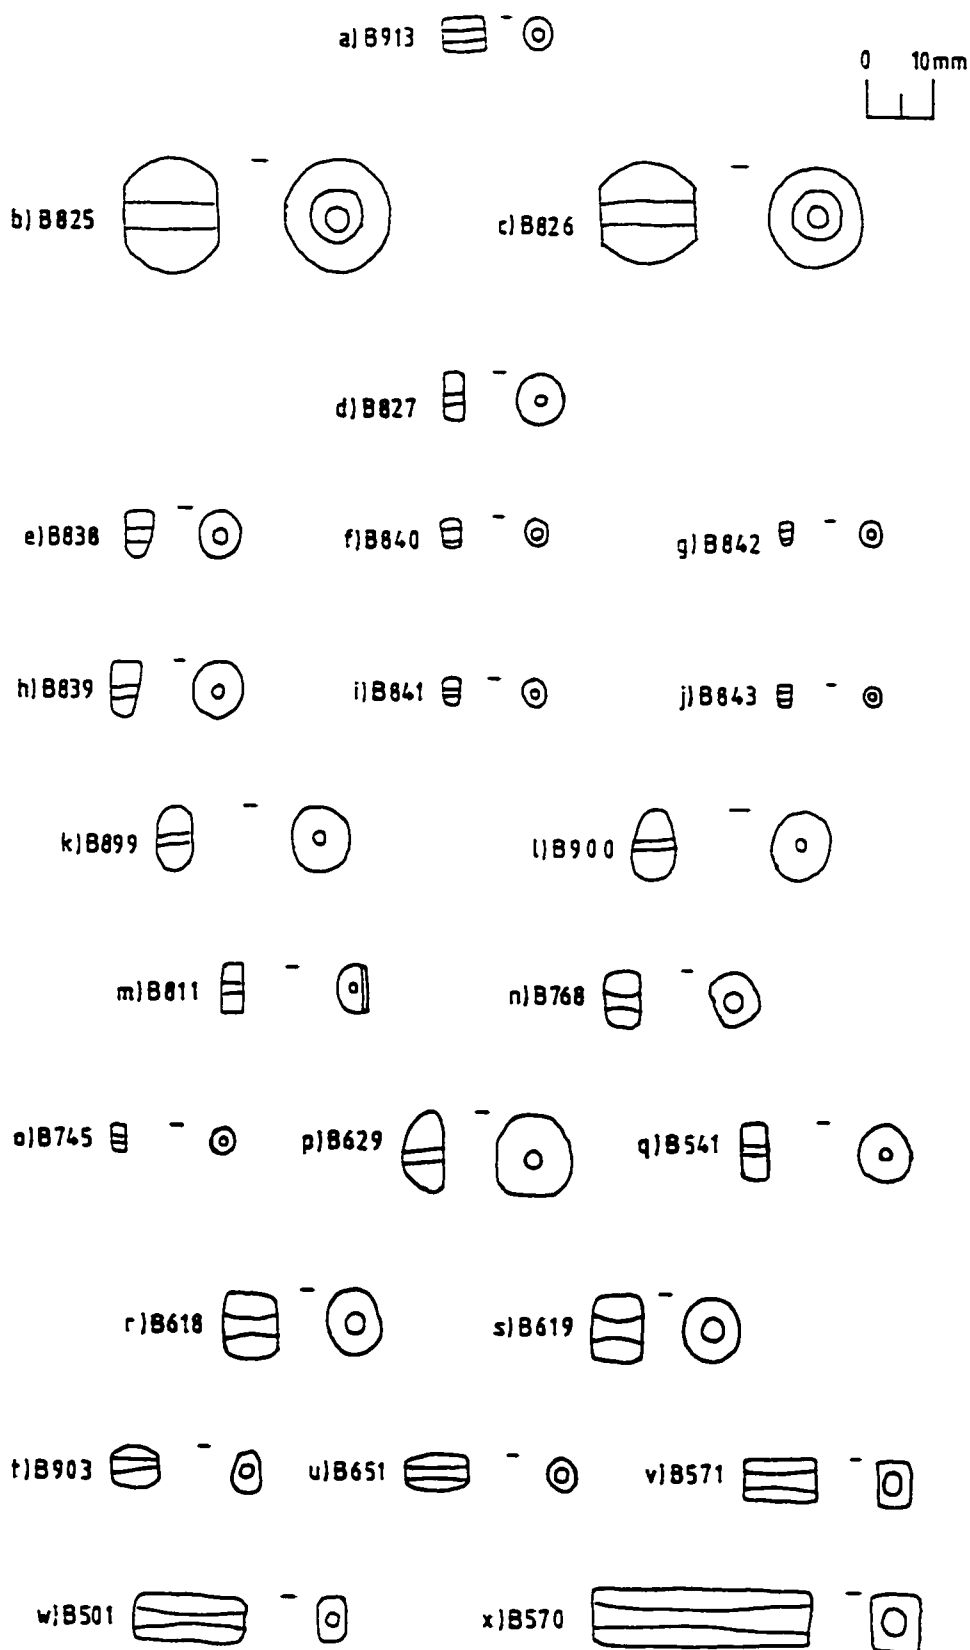 a) B913
0 10mm
b) B825
c) B826
d) B827
e) B838
f) B840
g) B842
h) B839
i) B841
j) B843
k) B899
l) B900
m) B811
n) B768
o) B745
p) B629
q) B541
r) B618
s) B619
t) B903
u) B651
v) B571
w) B501
x) B570